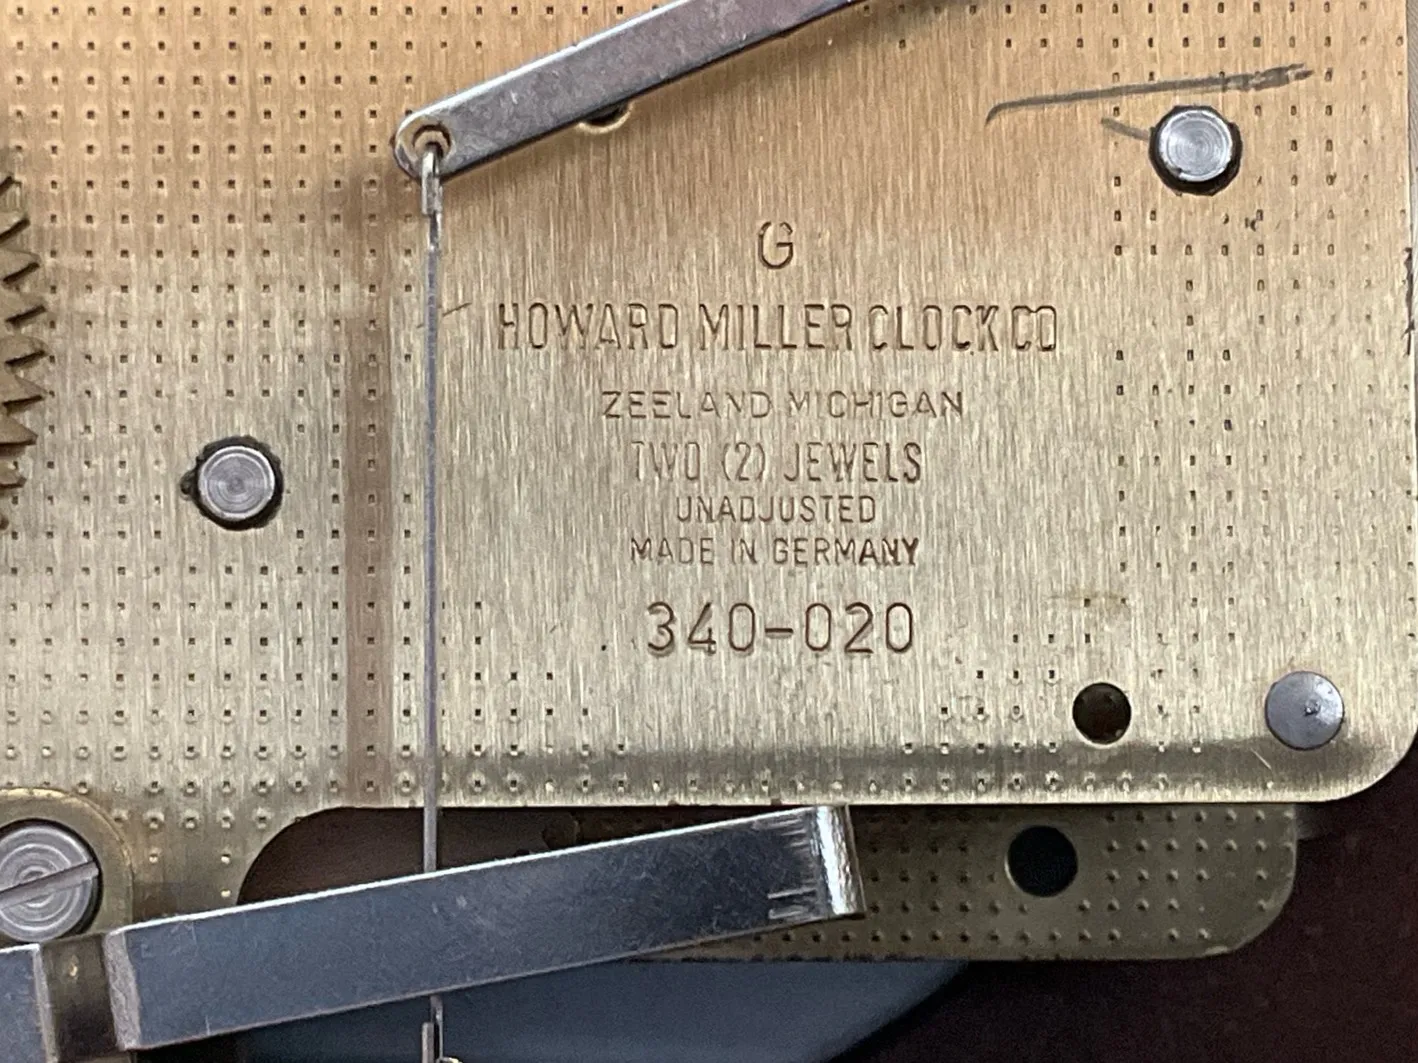 G
HOWARD MILLER CLOCK CO
ZEELAND MICHIGAN
TWO (2) JEWELS
UNADJUSTED
MADE IN GERMANY
340-020